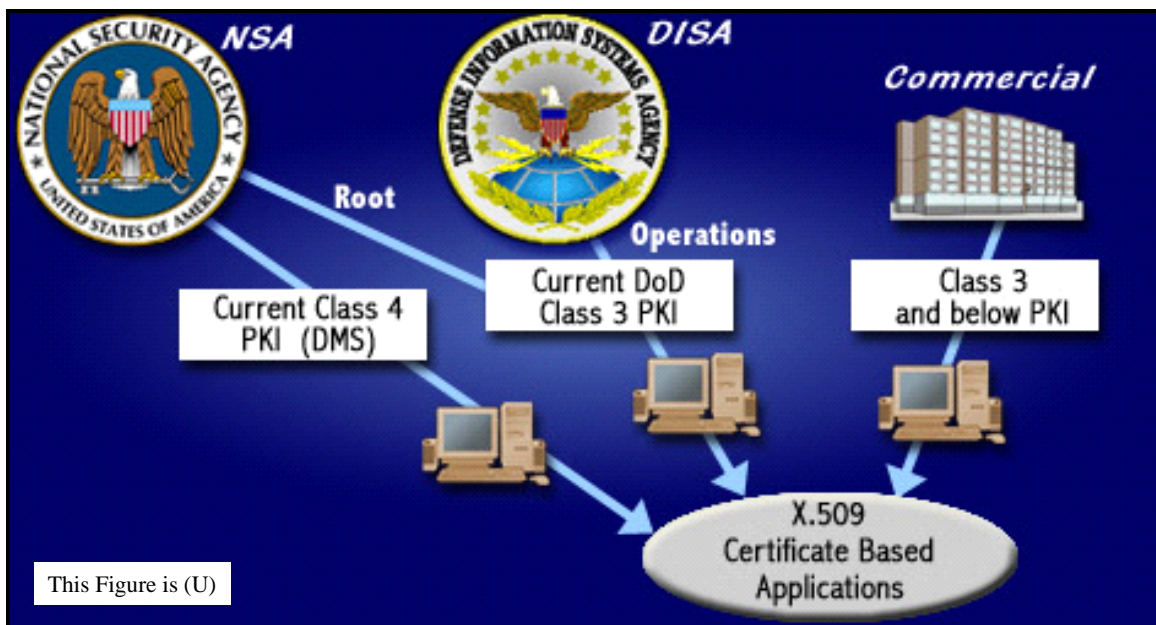 NSA
NATIONAL SECURITY AGENCY
UNITED STATES OF AMERICA
DISA
DEFENSE INFORMATION SYSTEMS AGENCY
Commercial
Root
Operations
Current Class 4
PKI (DMS)
Current DoD
Class 3 PKI
Class 3
and below PKI
X.509
Certificate Based
Applications
This Figure is (U)